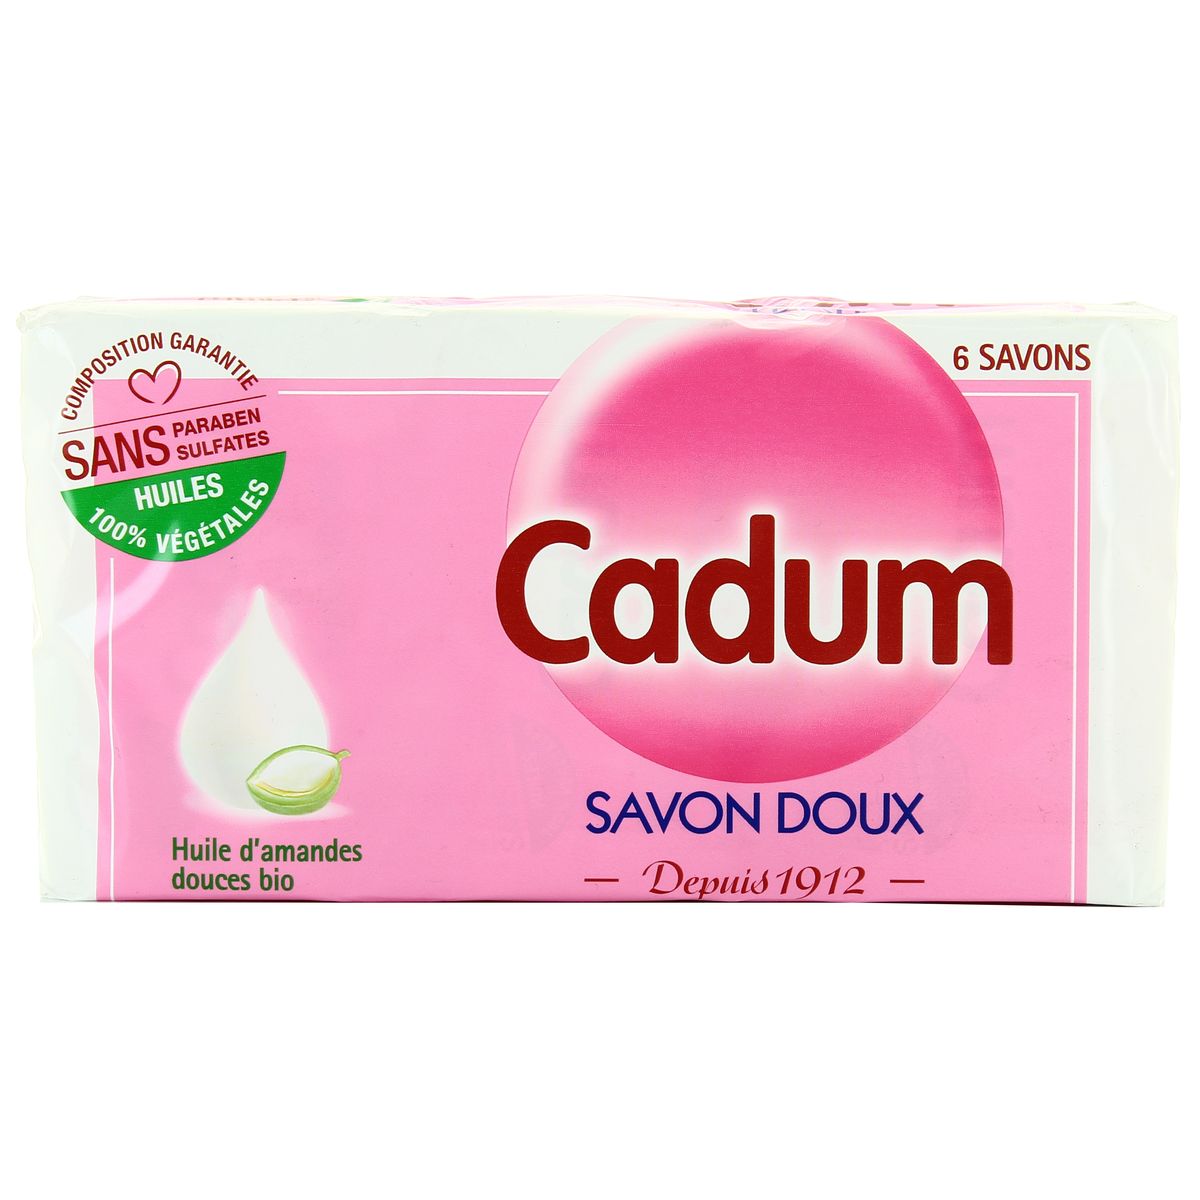 COMPOSITION GARANTIE
SANS PARABEN
SULFATES
HUILES
100% VÉGÉTALES
6 SAVONS
Cadum
SAVON DOUX
Depuis 1912
Huile d'amandes
douces bio